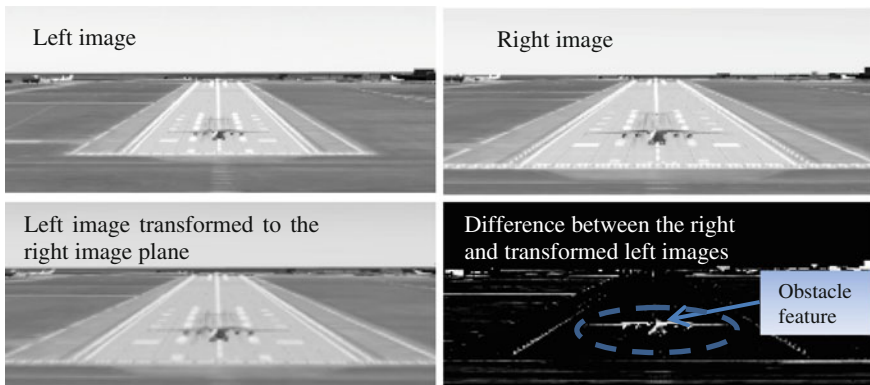 Left image
Right image
Left image transformed to the
right image plane
Difference between the right
and transformed left images
Obstacle
feature